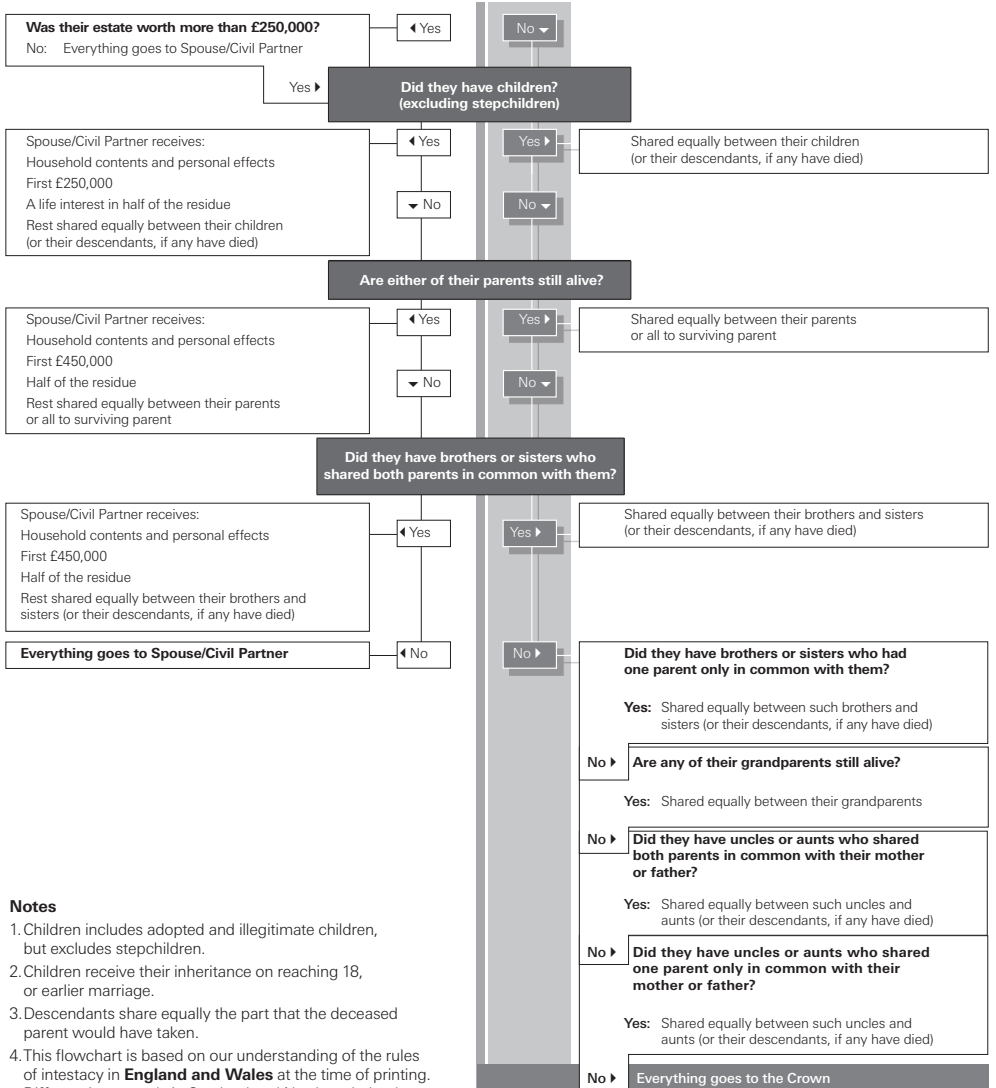 Was their estate worth more than £250,000?
No: Everything goes to Spouse/Civil Partner
Yes
No
Yes
Did they have children?
(excluding stepchildren)
Spouse/Civil Partner receives:
Household contents and personal effects
First £250,000
A life interest in half of the residue
Rest shared equally between their children
(or their descendants, if any have died)
Yes
No
Yes
No
Shared equally between their children
(or their descendants, if any have died)
Are either of their parents still alive?
Spouse/Civil Partner receives:
Household contents and personal effects
First £450,000
Half of the residue
Rest shared equally between their parents
or all to surviving parent
Yes
No
Yes
No
Shared equally between their parents
or all to surviving parent
Did they have brothers or sisters who
shared both parents in common with them?
Spouse/Civil Partner receives:
Household contents and personal effects
First £450,000
Half of the residue
Rest shared equally between their brothers and
sisters (or their descendants, if any have died)
Yes
Yes
Shared equally between their brothers and sisters
(or their descendants, if any have died)
Everything goes to Spouse/Civil Partner
No
No
Did they have brothers or sisters who had
one parent only in common with them?
Yes: Shared equally between such brothers and
sisters (or their descendants, if any have died)
No
Are any of their grandparents still alive?
Yes: Shared equally between their grandparents
No
Did they have uncles or aunts who shared
both parents in common with their mother
or father?
Yes: Shared equally between such uncles and
aunts (or their descendants, if any have died)
No
Did they have uncles or aunts who shared
one parent only in common with their
mother or father?
Yes: Shared equally between such uncles and
aunts (or their descendants, if any have died)
No
Everything goes to the Crown
Notes
1. Children includes adopted and illegitimate children,
but excludes stepchildren.
2. Children receive their inheritance on reaching 18,
or earlier marriage.
3. Descendants share equally the part that the deceased
parent would have taken.
4. This flowchart is based on our understanding of the rules
of intestacy in England and Wales at the time of printing.